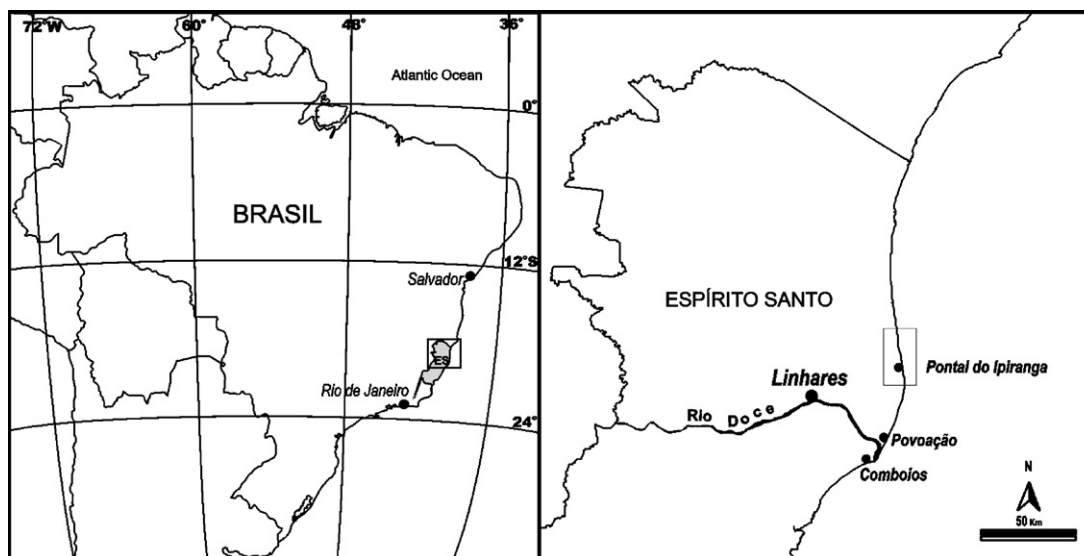 72°W
60°
48°
36°
Atlantic Ocean
0°
BRASIL
12°S
Salvador
ES
Rio de Janeiro
24°
ESPÍRITO SANTO
Pontal do Ipiranga
Linhares
Rio Doce
Povoação
Comboios
N
50 Km